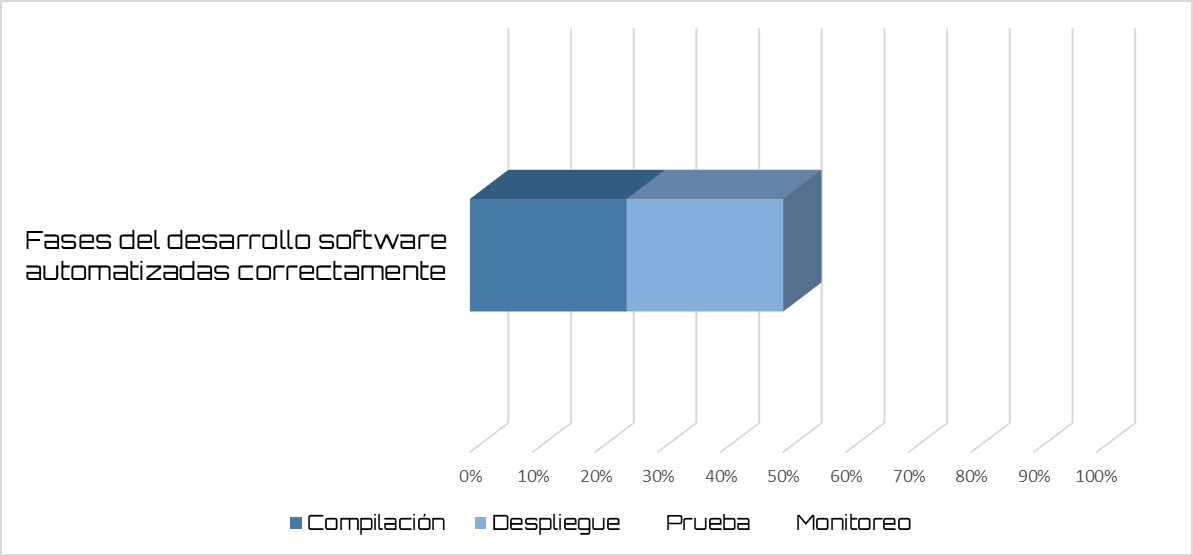 Fases del desarrollo software
automatizadas correctamente
0% 10% 20% 30% 40% 50% 60% 70% 80% 90% 100%
Compilación Despliegue Prueba Monitoreo